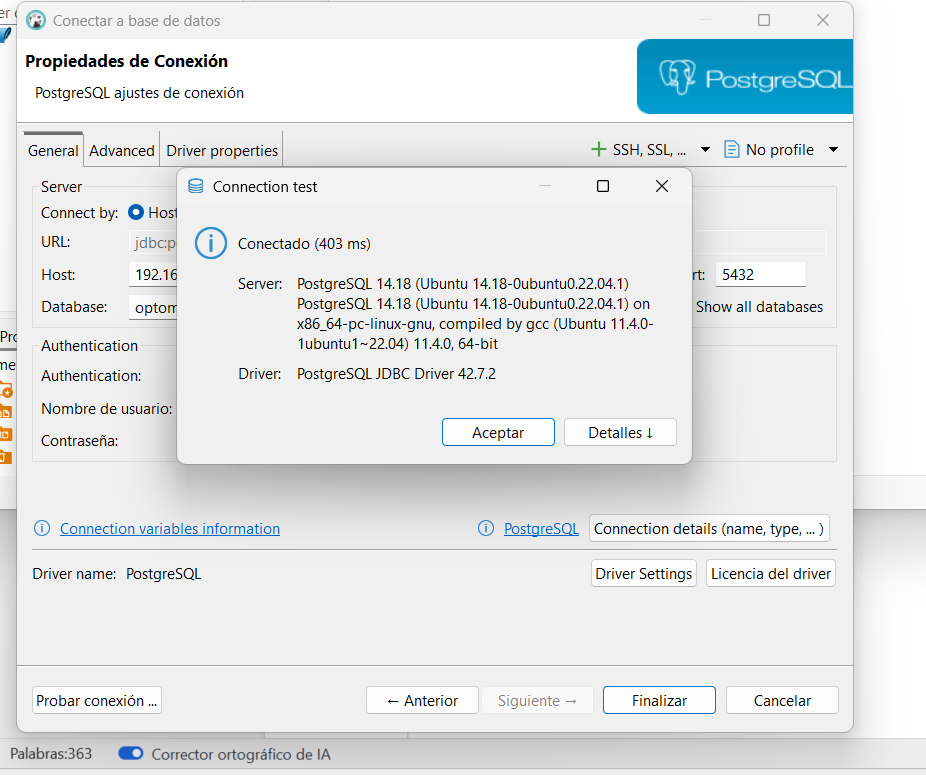 Conectar a base de datos
Propiedades de Conexión
PostgreSQL ajustes de conexión
PostgreSQL
General Advanced Driver properties
SSH, SSL, ... No profile
Server
Connect by: Host
URL: jdbc:p
Host: 192.16
5432
Database: optom
Show all databases
Authentication
Authentication:
Nombre de usuario:
Contraseña:
Connection test
Conectado (403 ms)
Server: PostgreSQL 14.18 (Ubuntu 14.18-0ubuntu0.22.04.1)
PostgreSQL 14.18 (Ubuntu 14.18-0ubuntu0.22.04.1) on
x86_64-pc-linux-gnu, compiled by gcc (Ubuntu 11.4.0-
1ubuntu1~22.04) 11.4.0, 64-bit
Driver: PostgreSQL JDBC Driver 42.7.2
Aceptar Detalles ↓
Connection variables information
PostgreSQL Connection details (name, type, ... )
Driver name: PostgreSQL
Driver Settings Licencia del driver
Probar conexión ... ← Anterior Siguiente → Finalizar Cancelar
Palabras:363 Corrector ortográfico de IA